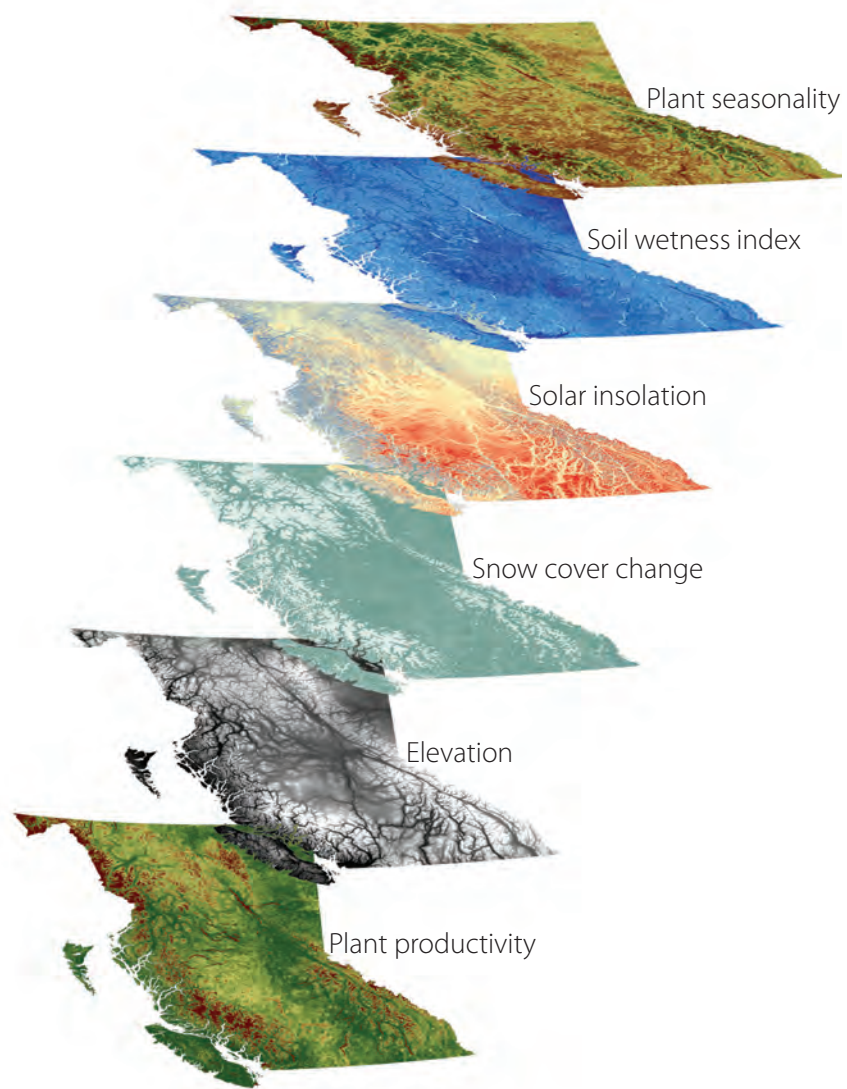 Plant seasonality
Soil wetness index
Solar insolation
Snow cover change
Elevation
Plant productivity